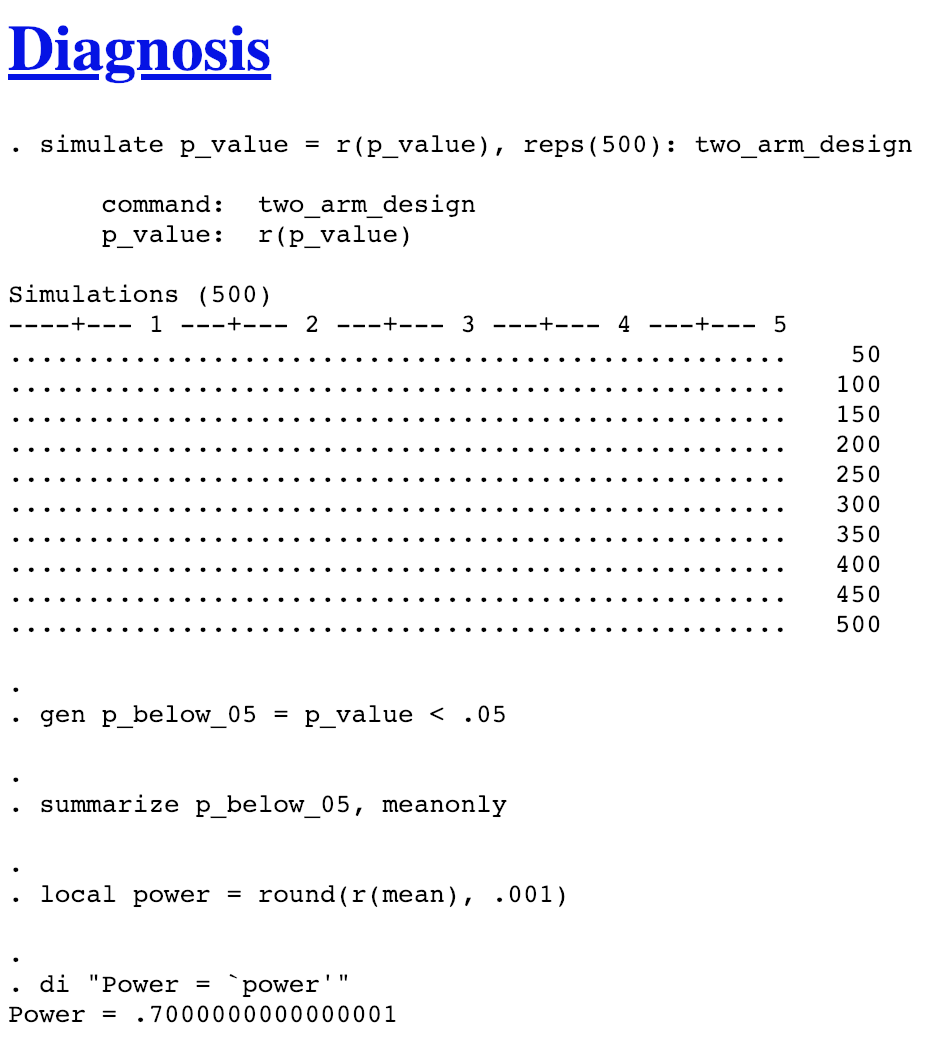 Diagnosis
. simulate p_value = r(p_value), reps(500): two_arm_design
command:  two_arm_design
p_value:  r(p_value)
Simulations (500)
----+--- 1 ---+--- 2 ---+--- 3 ---+--- 4 ---+--- 5
..................................................    50
..................................................   100
..................................................   150
..................................................   200
..................................................   250
..................................................   300
..................................................   350
..................................................   400
..................................................   450
..................................................   500
.
. gen p_below_05 = p_value < .05
.
. summarize p_below_05, meanonly
.
. local power = round(r(mean), .001)
.
. di "Power = `power'"
Power = .7000000000000001